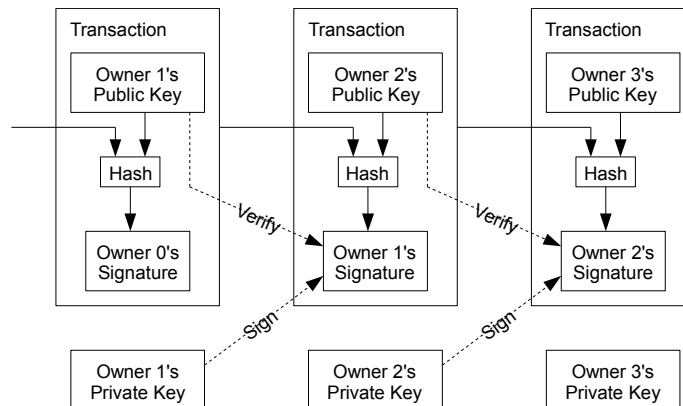 Transaction
Owner 1's
Public Key
Hash
Owner 0's
Signature
Transaction
Owner 2's
Public Key
Hash
Verify
Owner 1's
Signature
Transaction
Owner 3's
Public Key
Hash
Verify
Owner 2's
Signature
Sign
Sign
Owner 1's
Private Key
Owner 2's
Private Key
Owner 3's
Private Key